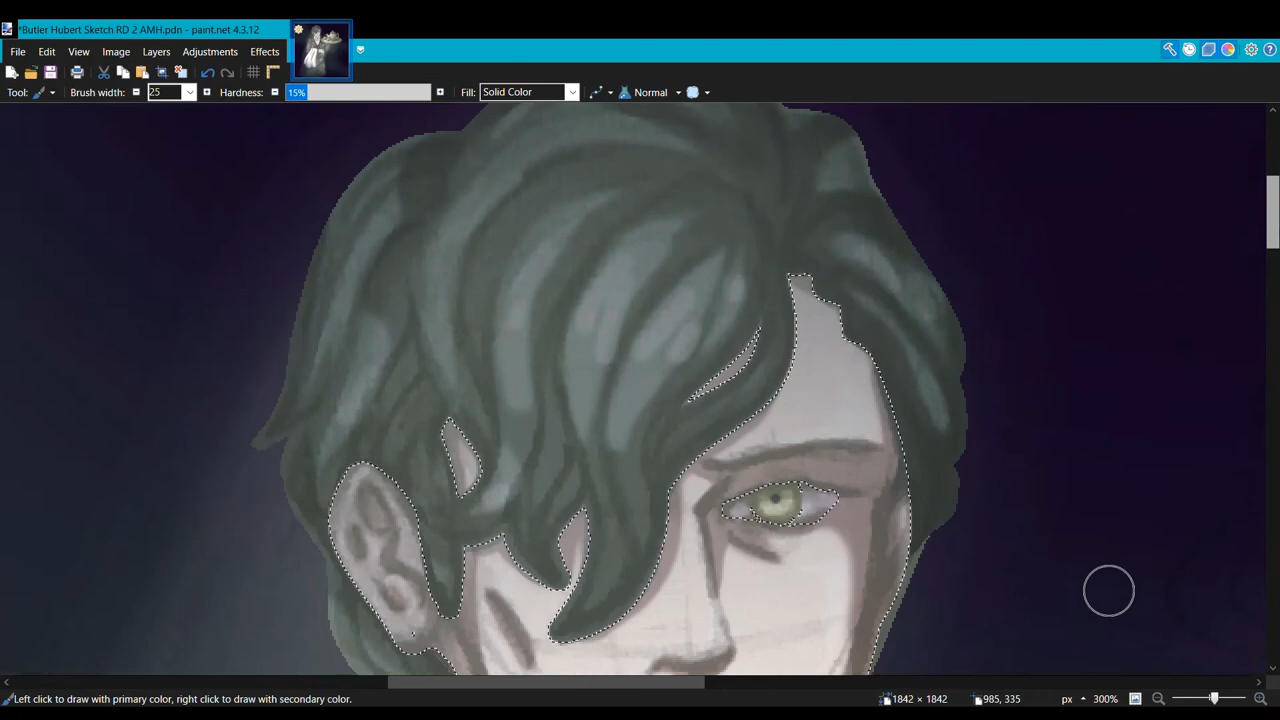 *Butler Hubert Sketch RD 2 AMH.pdn - paint.net 4.3.12
File Edit View Image Layers Adjustments Effects
Tool: Brush width: 25 Hardness: 15% Fill: Solid Color Normal
Left click to draw with primary color, right click to draw with secondary color. 1842 × 1842 985, 335 px 300%